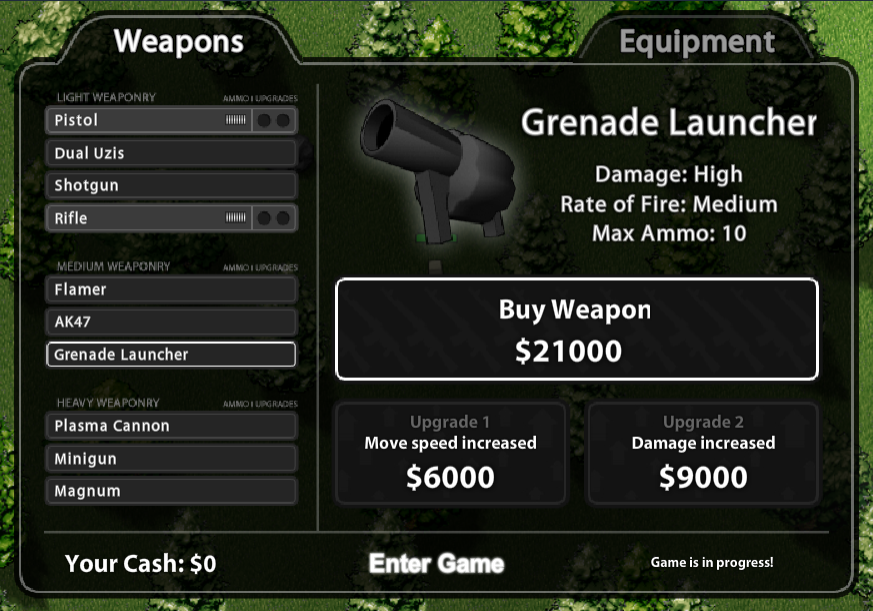 Weapons
Equipment
LIGHT WEAPONRY
AMMO | UPGRADES
Pistol
Dual Uzis
Shotgun
Rifle
MEDIUM WEAPONRY
AMMO | UPGRADES
Flamer
AK47
Grenade Launcher
HEAVY WEAPONRY
AMMO | UPGRADES
Plasma Cannon
Minigun
Magnum
Grenade Launcher
Damage: High
Rate of Fire: Medium
Max Ammo: 10
Buy Weapon
$21000
Upgrade 1
Move speed increased
$6000
Upgrade 2
Damage increased
$9000
Your Cash: $0
Enter Game
Game is in progress!